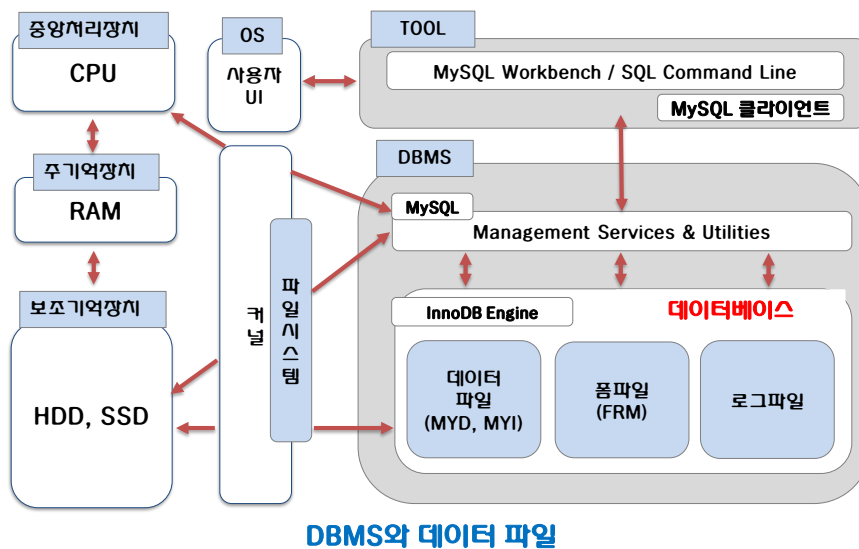 중앙처리장치
CPU
OS
사용자
UI
TOOL
MySQL Workbench / SQL Command Line
MySQL 클라이언트
주기억장치
RAM
DBMS
MySQL
Management Services & Utilities
커널
파일시스템
보조기억장치
HDD, SSD
InnoDB Engine
데이터베이스
데이터
파일
(MYD, MYI)
폼파일
(FRM)
로그파일
DBMS와 데이터 파일